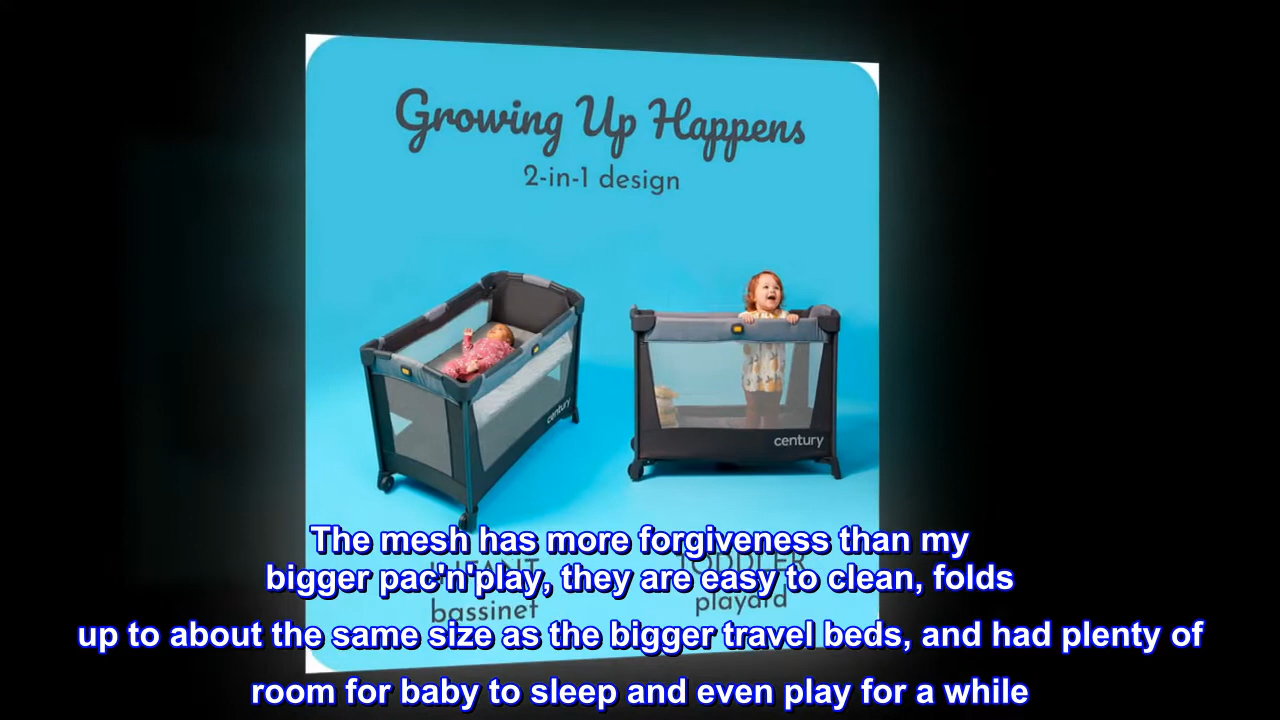 Growing Up Happens
2-in-1 design
century
century
The mesh has more forgiveness than my
bigger pac'n'play, they are easy to clean, folds
INFANT
TODDLER
bassinet
playard
up to about the same size as the bigger travel beds, and had plenty of
room for baby to sleep and even play for a while